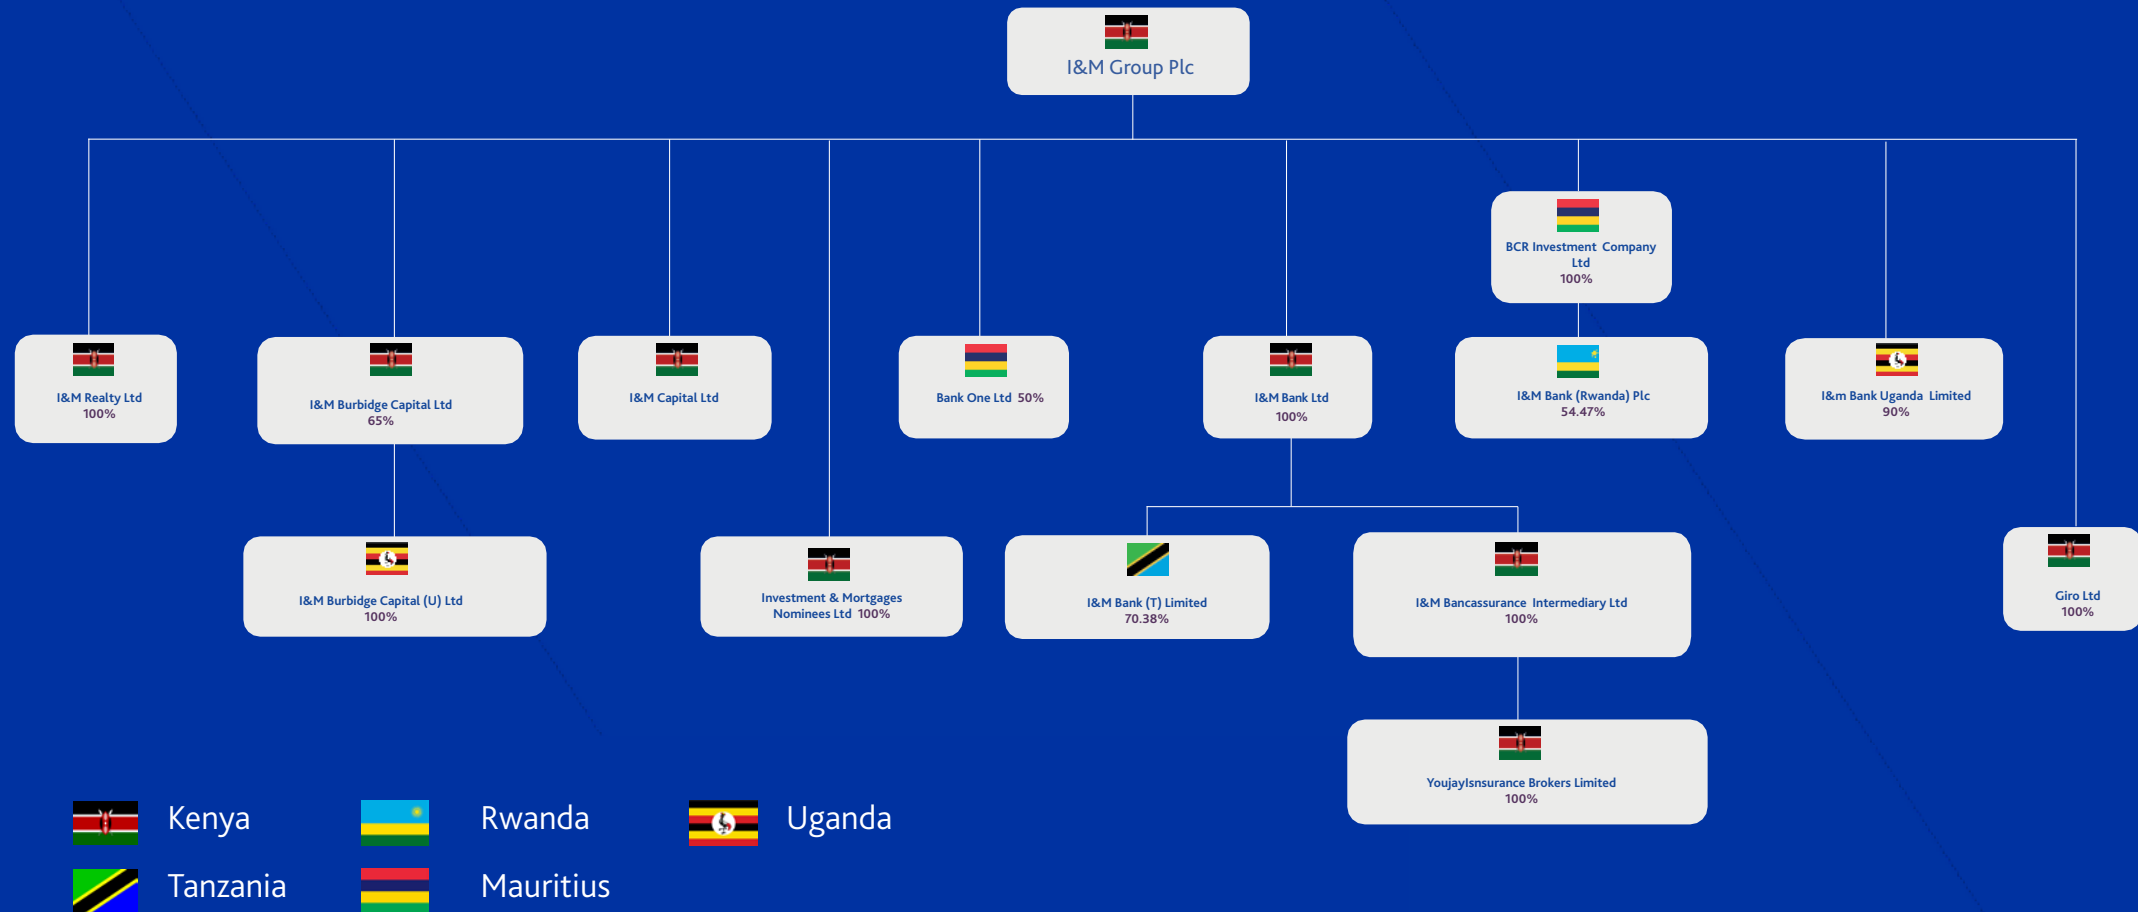 I&M Group Plc
BCR Investment Company
Ltd
100%
I&M Realty Ltd
100%
I&M Burbidge Capital Ltd
65%
I&M Capital Ltd
Bank One Ltd 50%
I&M Bank Ltd
100%
I&M Bank (Rwanda) Plc
54.47%
I&m Bank Uganda Limited
90%
I&M Burbidge Capital (U) Ltd
100%
Investment & Mortgages
Nominees Ltd 100%
I&M Bank (T) Limited
70.38%
I&M Bancassurance Intermediary Ltd
100%
Giro Ltd
100%
YoujayIsnsurance Brokers Limited
100%
Kenya
Rwanda
Uganda
Tanzania
Mauritius